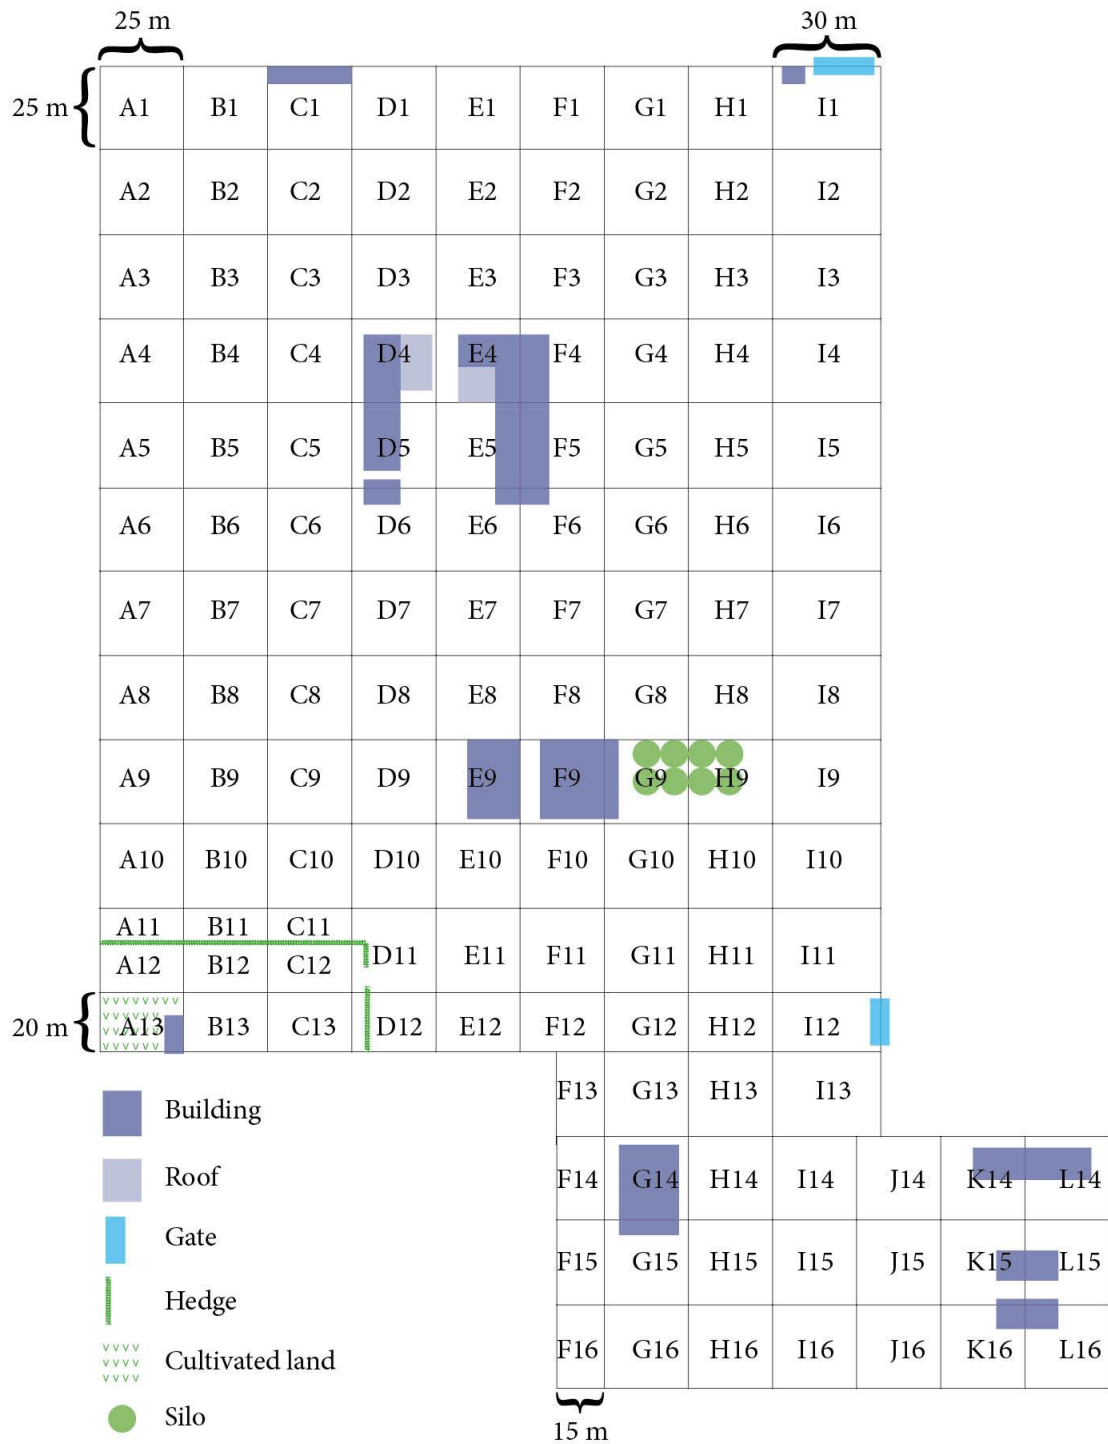 25 m 30 m
25 m A1 B1 C1 D1 E1 F1 G1 H1 I1
A2 B2 C2 D2 E2 F2 G2 H2 I2
A3 B3 C3 D3 E3 F3 G3 H3 I3
A4 B4 C4 D4 E4 F4 G4 H4 I4
A5 B5 C5 D5 E5 F5 G5 H5 I5
A6 B6 C6 D6 E6 F6 G6 H6 I6
A7 B7 C7 D7 E7 F7 G7 H7 I7
A8 B8 C8 D8 E8 F8 G8 H8 I8
A9 B9 C9 D9 E9 F9 G9 H9 I9
A10 B10 C10 D10 E10 F10 G10 H10 I10
A11 B11 C11
D11 E11 F11 G11 H11 I11
A12 B12 C12
20 m A13 B13 C13 D12 E12 F12 G12 H12 I12
F13 G13 H13 I13
F14 G14 H14 I14 J14 K14 L14
F15 G15 H15 I15 J15 K15 L15
F16 G16 H16 I16 J16 K16 L16
15 m
Building
Roof
Gate
Hedge
Cultivated land
Silo